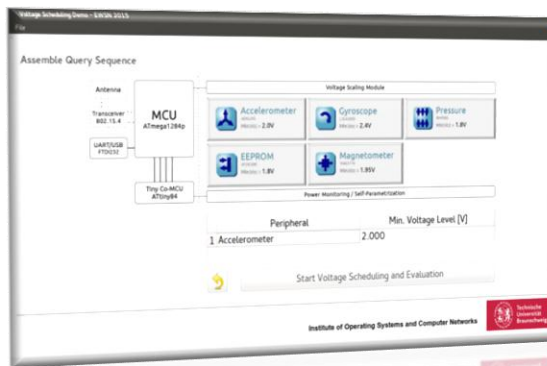 Voltage Scheduling Demo - EWSN 2015
File
Assemble Query Sequence
Antenna
Transceiver
802.15.4
UART/USB
FTDI232
MCU
ATmega1284p
Tiny Co-MCU
ATtiny84
Voltage Scaling Module
Accelerometer
2.0V
Gyroscope
2.4V
Pressure
1.8V
EEPROM
1.8V
Magnetometer
1.95V
Power Monitoring / Self-Parametrization
Peripheral Min. Voltage Level [V]
1 Accelerometer 2.000
Start Voltage Scheduling and Evaluation
Institute of Operating Systems and Computer Networks
Technische
Universität
Braunschweig